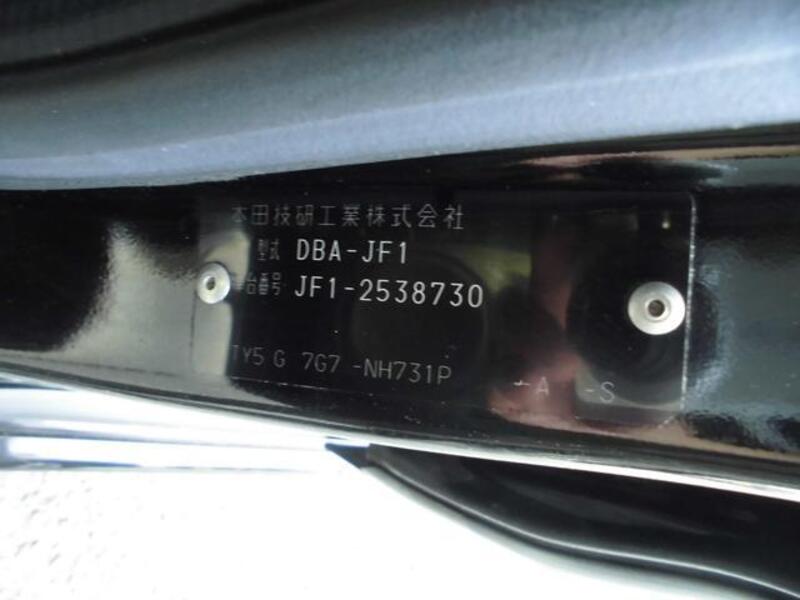 本田技研工業株式会社
型式 DBA-JF1
車台番号 JF1-2538730
TY5 G 7G7 -NH731P -A -S